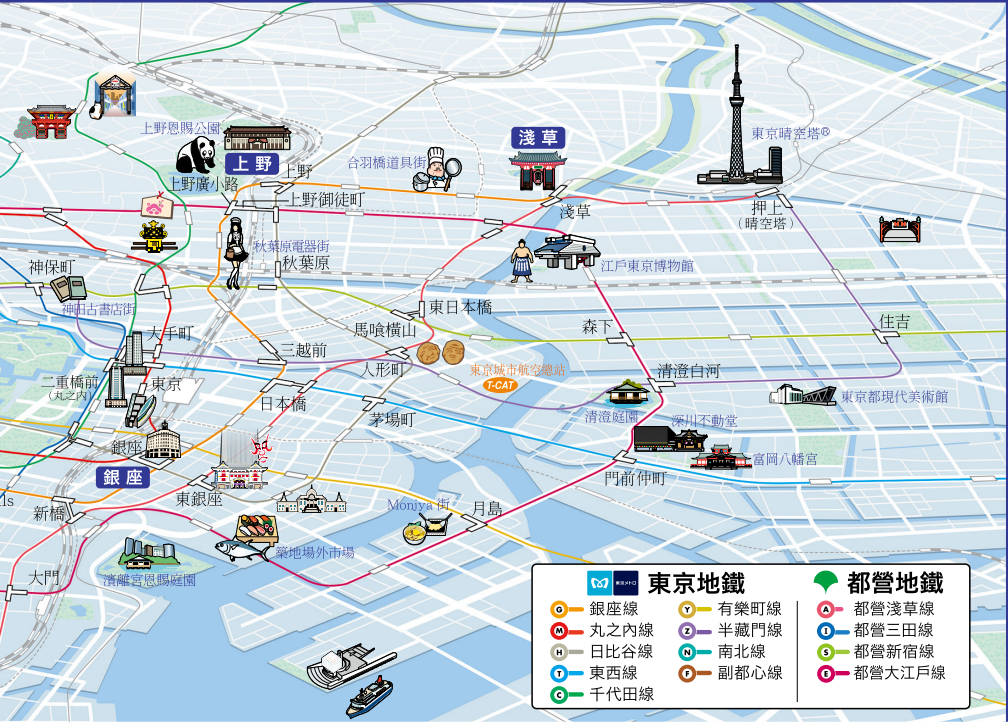 上野恩賜公園
上野
上野廣小路
上野
上野御徒町
合羽橋道具街
淺草
淺草
東京晴空塔®
押上
(晴空塔)
秋葉原電器街
秋葉原
江戶東京博物館
神保町
神田古書店街
大手町
東日本橋
馬喰橫山
森下
住吉
三越前
人形町
東京城市航空總站
T-CAT
二重橋前
(丸之內)
東京
日本橋
茅場町
清澄白河
清澄庭園
東京都現代美術館
深川不動堂
富岡八幡宮
門前仲町
銀座
銀座
東銀座
新橋
Monjya 街
月島
築地場外市場
大門
濱離宮恩賜庭園
東京メトロ
東京地鐵
都營地鐵
G 銀座線
M 丸之內線
H 日比谷線
T 東西線
C 千代田線
Y 有樂町線
Z 半藏門線
N 南北線
F 副都心線
A 都營淺草線
I 都營三田線
S 都營新宿線
E 都營大江戶線